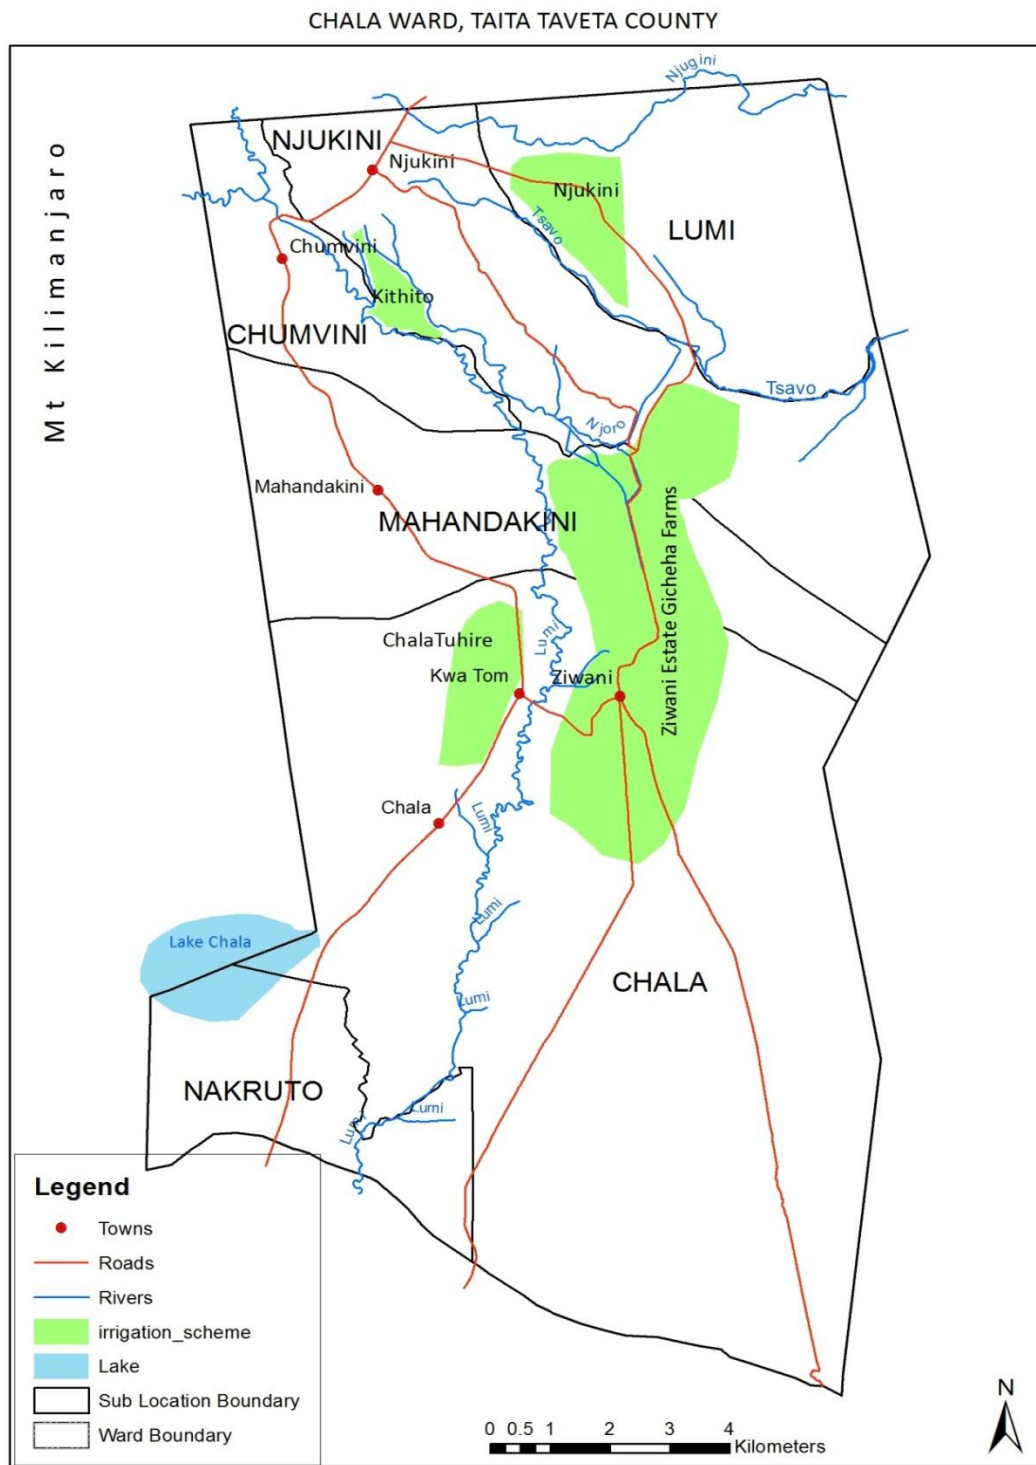 CHALA WARD, TAITA TAVETA COUNTY
Mt Kilimanjaro
Njugini
NJUKINI
Njukini
Njukini
LUMI
Tsavo
Chumvini
Kithito
CHUMVINI
Tsavo
Njoro
Mahandakini
MAHANDAKINI
Ziwani Estate Gicheha Farms
Lumi
ChalaTuhire
Kwa Tom
Ziwani
Chala
Lumi
Lumi
Lake Chala
CHALA
Lumi
NAKRUTO
Lumi
Lumi
Legend
Towns
Roads
Rivers
irrigation_scheme
Lake
Sub Location Boundary
Ward Boundary
0 0.5 1 2 3 4
Kilometers
N